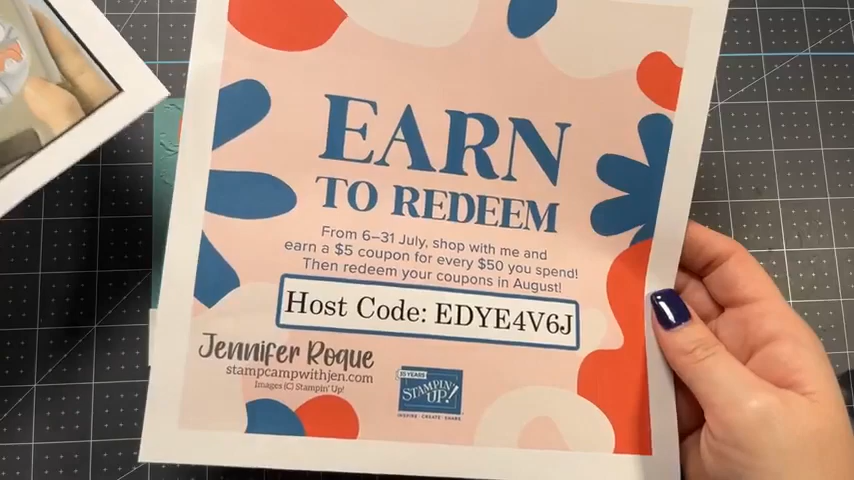 EARN
TO REDEEM
From 6–31 July, shop with me and
earn a $5 coupon for every $50 you spend!
Then redeem your coupons in August!
Host Code: EDYE4V6J
Jennifer Roque
stampcampwithjen.com
Images (C) Stampin' Up!
35 YEARS
STAMPIN' UP!
INSPIRE · CREATE · SHARE